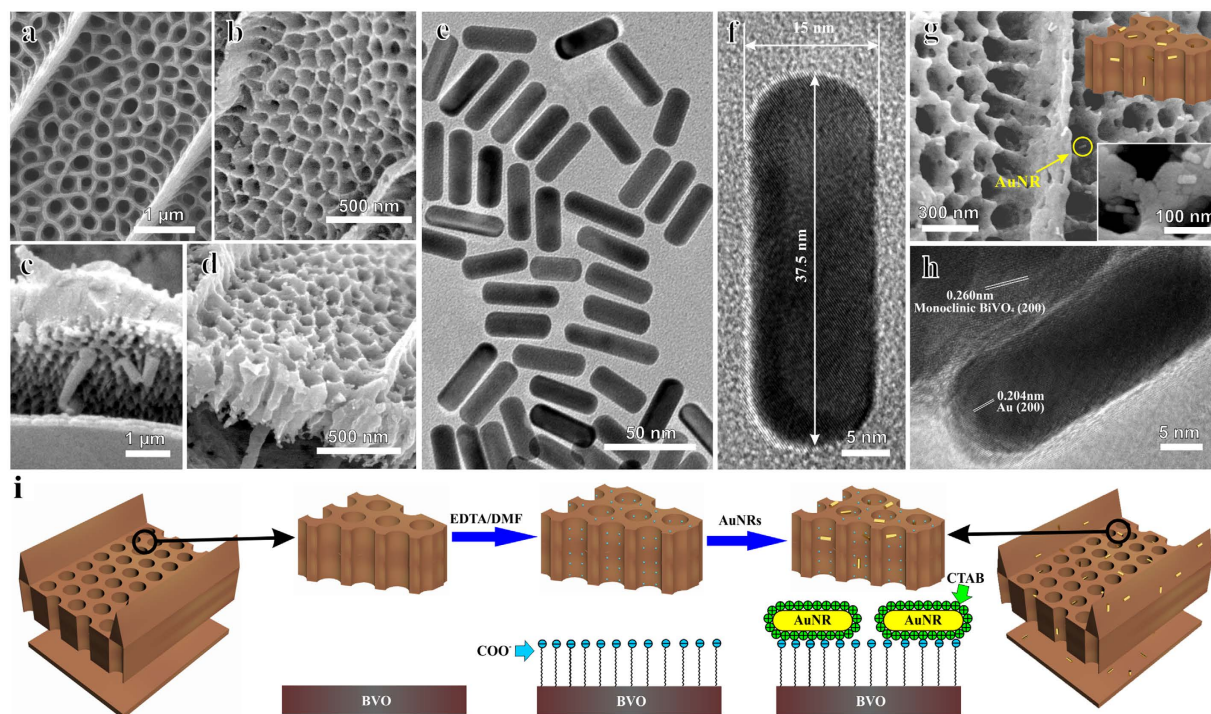 a
1 μm
b
500 nm
c
1 μm
d
500 nm
e
50 nm
f
15 nm
37.5 nm
5 nm
g
AuNR
300 nm
100 nm
h
0.260nm
Monoclinic BiVO₄ (200)
0.204nm
Au (200)
5 nm
i
EDTA/DMF
AuNRs
CTAB
AuNR
AuNR
COO⁻
BVO
BVO
BVO